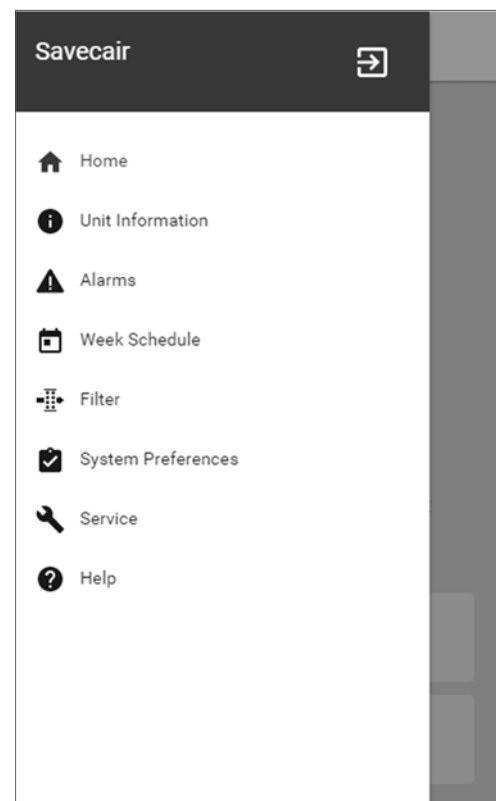 Savecair
Home
Unit Information
Alarms
Week Schedule
Filter
System Preferences
Service
Help